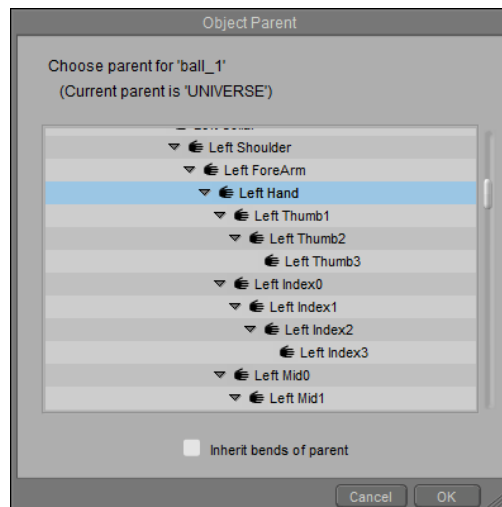 Object Parent
Choose parent for 'ball_1'
(Current parent is 'UNIVERSE')
Left Shoulder
Left ForeArm
Left Hand
Left Thumb1
Left Thumb2
Left Thumb3
Left Index0
Left Index1
Left Index2
Left Index3
Left Mid0
Left Mid1
Inherit bends of parent
Cancel OK